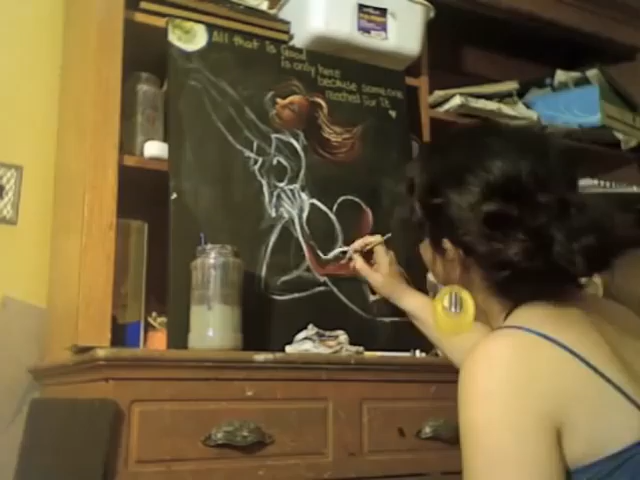 All that is Good
is only here
because someone
reached for it